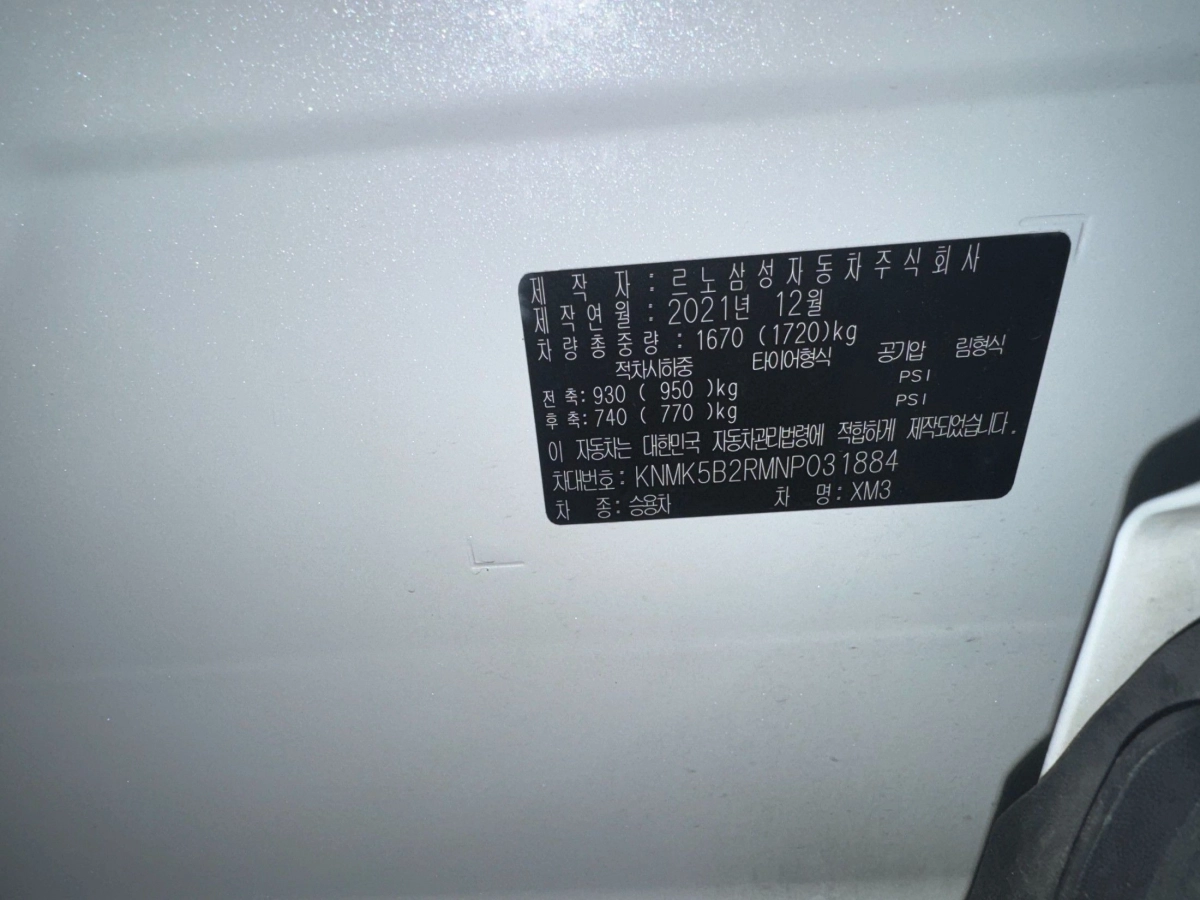 제 작 자 : 르노삼성자동차주식회사
제작연월 : 2021년 12월
차량총중량 : 1670 (1720)kg
적차시하중 타이어형식 공기압 림형식
전축: 930 ( 950 )kg PSI
후축: 740 ( 770 )kg PSI
이 자동차는 대한민국 자동차관리법령에 적합하게 제작되었습니다.
차대번호: KNMK5B2RMNP031884
차 종: 승용차 차 명: XM3